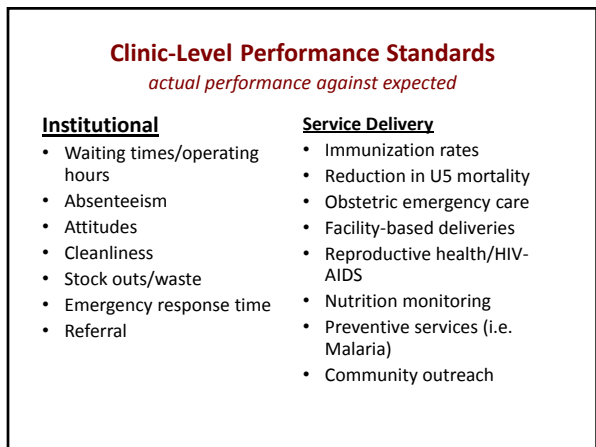 Clinic-Level Performance Standards
actual performance against expected
Institutional
• Waiting times/operating
hours
• Absenteeism
• Attitudes
• Cleanliness
• Stock outs/waste
• Emergency response time
• Referral
Service Delivery
• Immunization rates
• Reduction in U5 mortality
• Obstetric emergency care
• Facility-based deliveries
• Reproductive health/HIV-
AIDS
• Nutrition monitoring
• Preventive services (i.e.
Malaria)
• Community outreach